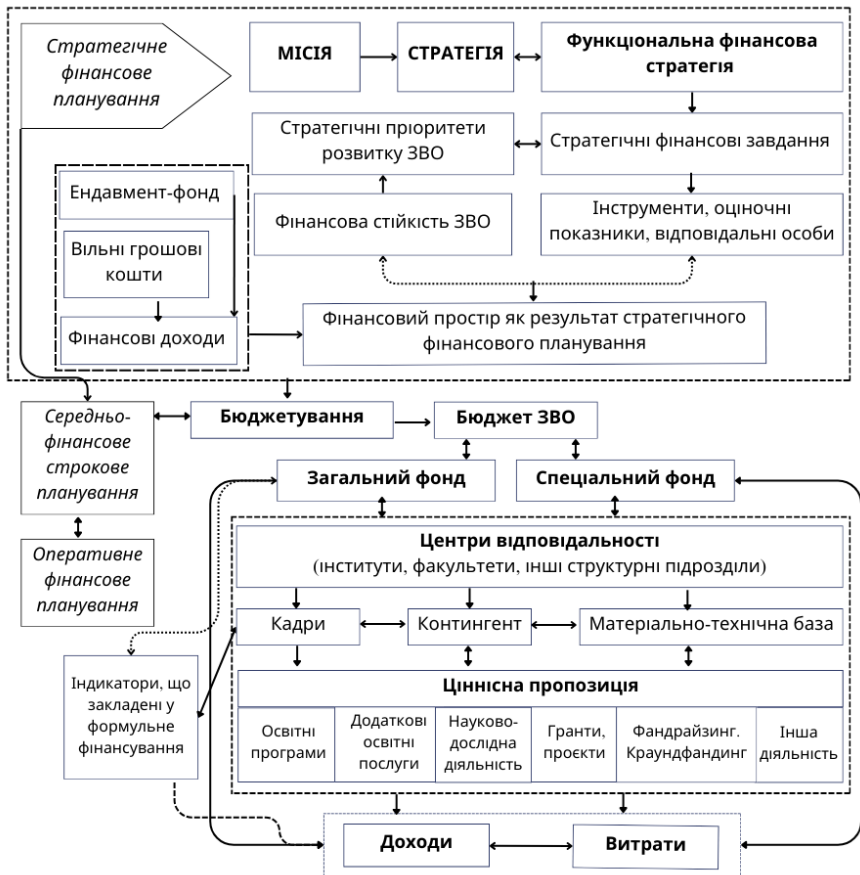 Стратегічне
фінансове
планування
МІСІЯ
СТРАТЕГІЯ
Функціональна фінансова
стратегія
Стратегічні пріоритети
розвитку ЗВО
Стратегічні фінансові завдання
Ендавмент-фонд
Фінансова стійкість ЗВО
Інструменти, оціночні
показники, відповідальні особи
Вільні грошові
кошти
Фінансові доходи
Фінансовий простір як результат стратегічного
фінансового планування
Середньо-
фінансове
строкове
планування
Бюджетування
Бюджет ЗВО
Загальний фонд
Спеціальний фонд
Оперативне
фінансове
планування
Центри відповідальності
(інститути, факультети, інші структурні підрозділи)
Кадри
Контингент
Матеріально-технічна база
Індикатори, що
закладені у
формульне
фінансування
Ціннісна пропозиція
Освітні
програми
Додаткові
освітні
послуги
Науково-
дослідна
діяльність
Гранти,
проєкти
Фандрайзинг.
Краундфандинг
Інша
діяльність
Доходи
Витрати